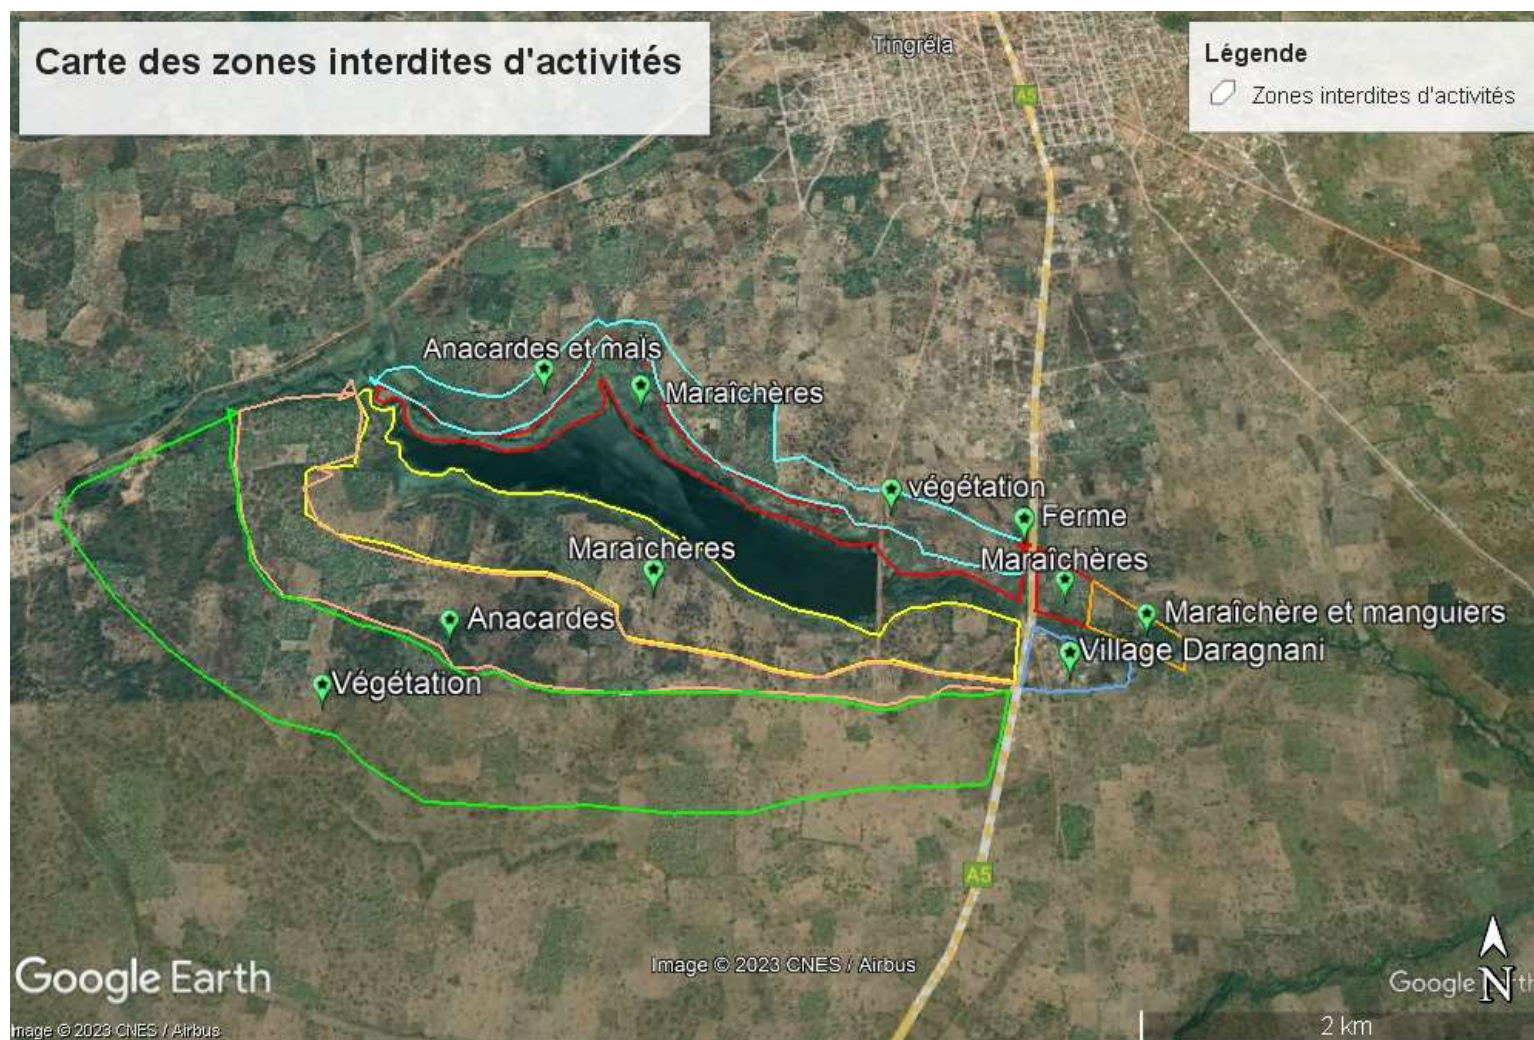 Carte des zones interdites d'activités
Tingréla
Légende
Zones interdites d'activités
A5
Anacardes et maÏs
Maraîchères
végétation
Ferme
Maraîchères
Maraîchères
Maraîchère et manguiers
Anacardes
Village Daragnani
Végétation
A5
Google Earth
Image © 2023 CNES / Airbus
Google
N
2 km
Image © 2023 CNES / Airbus